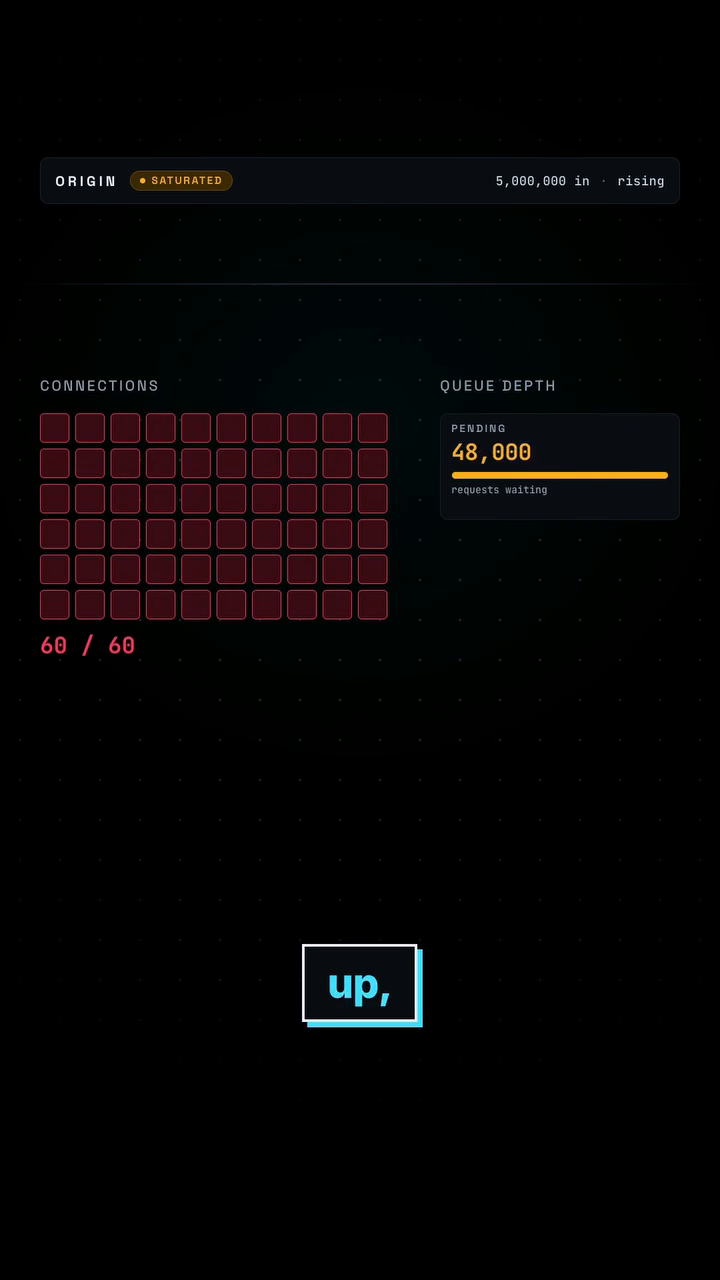 ORIGIN SATURATED 5,000,000 in · rising
CONNECTIONS
60 / 60
QUEUE DEPTH
PENDING
48,000
requests waiting
up,